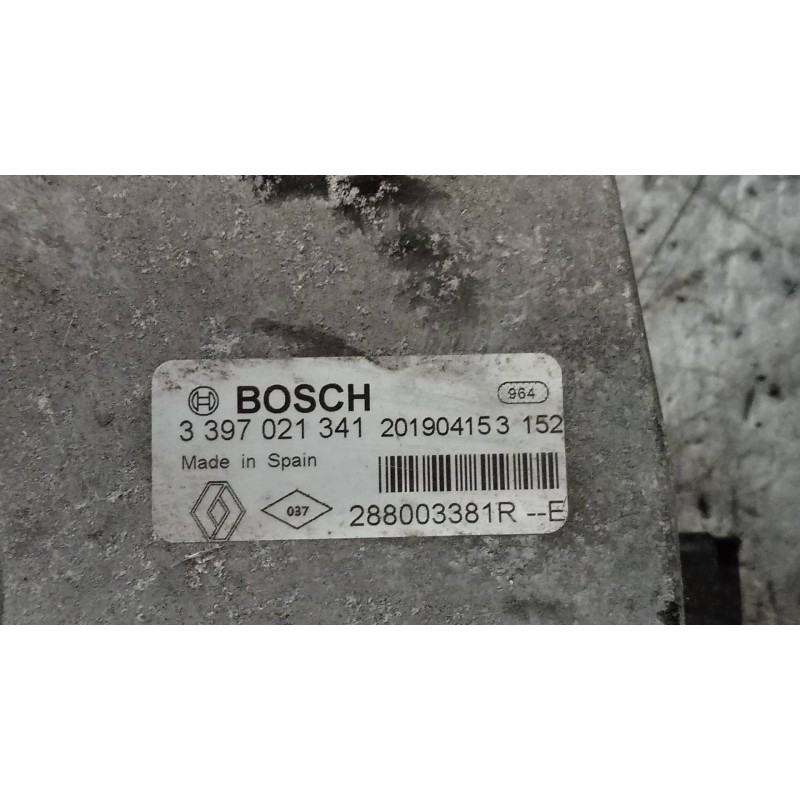 BOSCH 964
3 397 021 341 201904153 152
Made in Spain
037 288003381R --E